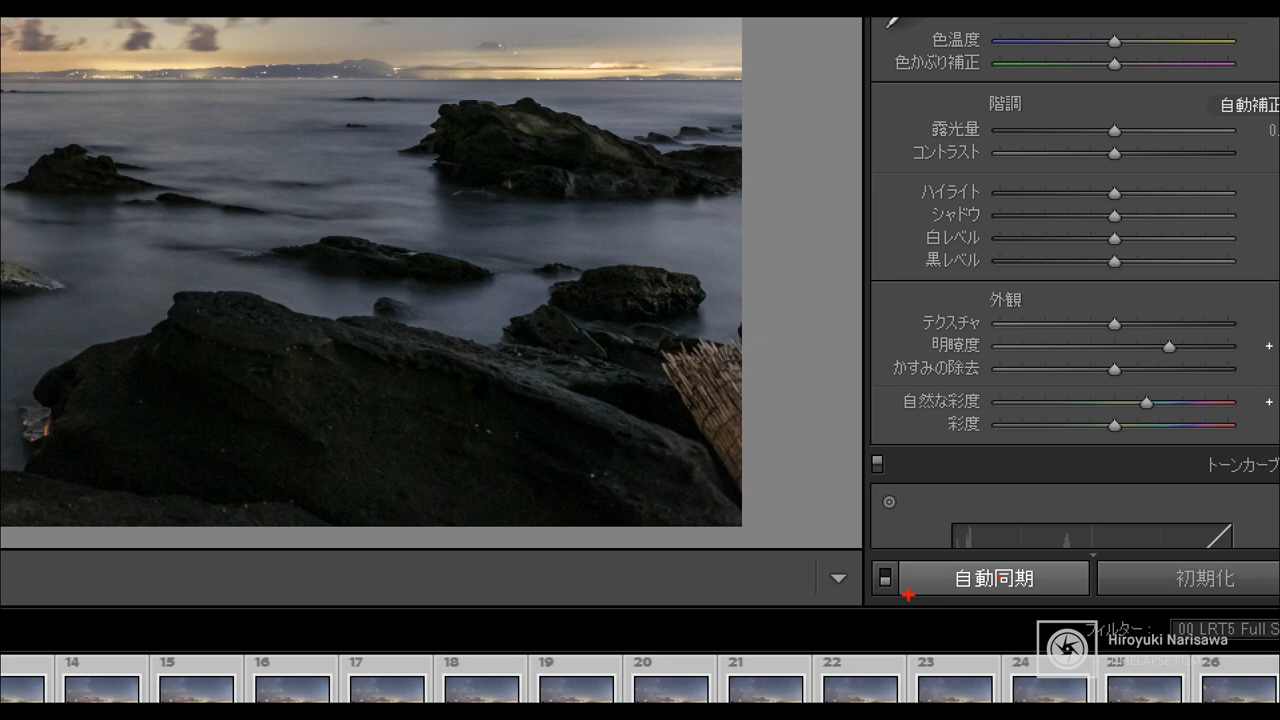 色温度
色かぶり補正
階調
自動補正
露光量
0.
コントラスト
ハイライト
シャドウ
白レベル
黒レベル
外観
テクスチャ
明瞭度
+
かすみの除去
自然な彩度
+
彩度
トーンカーブ
自動同期
初期化
フィルター :
00 LRT5 Full S
Hiroyuki Narisawa
TIMELAPSE FILM
14 15 16 17 18 19 20 21 22 23 24 25 26